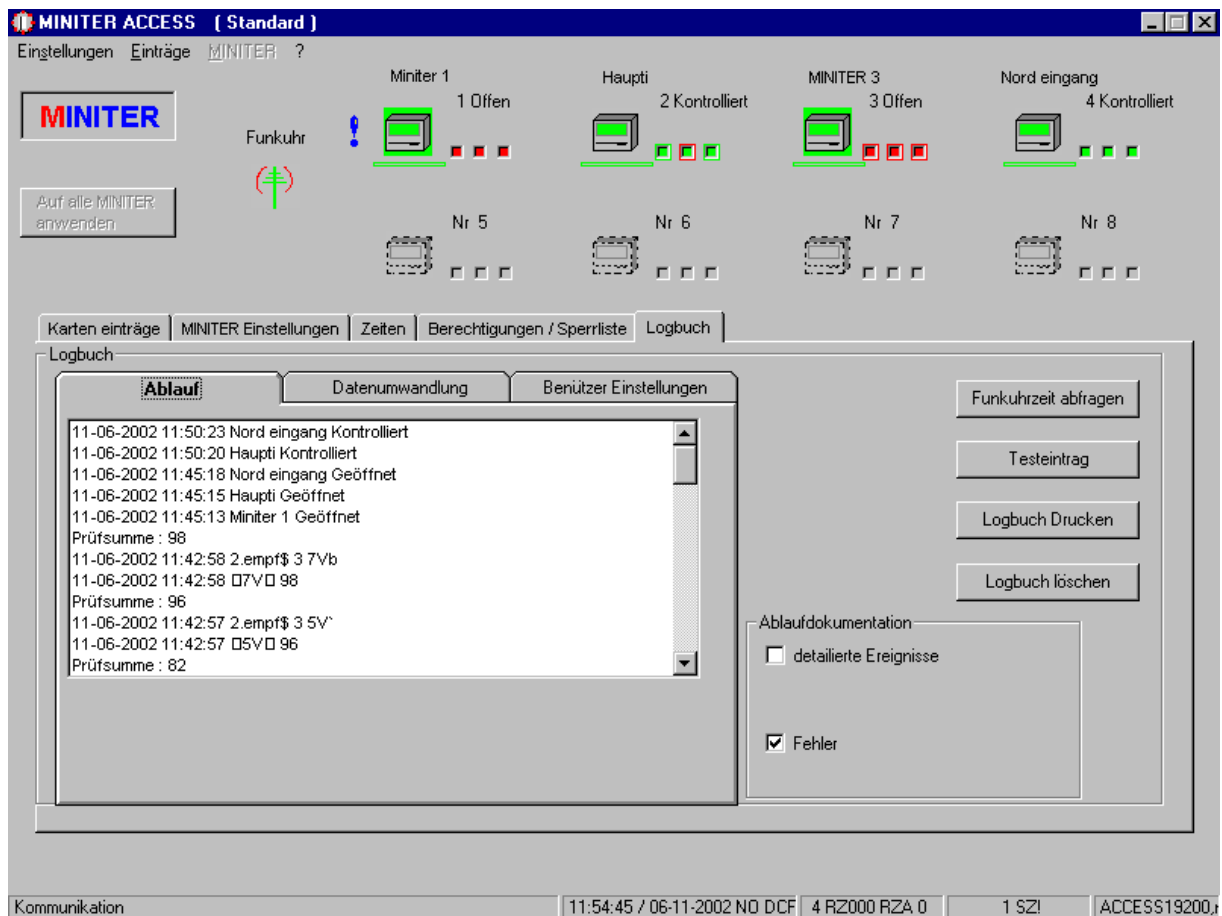 MINITER ACCESS ( Standard )
Einstellungen Einträge MINITER ?
Miniter 1 Haupti MINITER 3 Nord eingang
1 Offen 2 Kontrolliert 3 Offen 4 Kontrolliert
MINITER
Funkuhr
Auf alle MINITER
anwenden
Nr 5 Nr 6 Nr 7 Nr 8
Karten einträge MINITER Einstellungen Zeiten Berechtigungen / Sperrliste Logbuch
Logbuch
Ablauf Datenumwandlung Benützer Einstellungen
11-06-2002 11:50:23 Nord eingang Kontrolliert
11-06-2002 11:50:20 Haupti Kontrolliert
11-06-2002 11:45:18 Nord eingang Geöffnet
11-06-2002 11:45:15 Haupti Geöffnet
11-06-2002 11:45:13 Miniter 1 Geöffnet
Prüfsumme : 98
11-06-2002 11:42:58 2.empf$ 3 7Vb
11-06-2002 11:42:58 □7V□ 98
Prüfsumme : 96
11-06-2002 11:42:57 2.empf$ 3 5V`
11-06-2002 11:42:57 □5V□ 96
Prüfsumme : 82
Funkuhrzeit abfragen
Testeintrag
Logbuch Drucken
Logbuch löschen
Ablaufdokumentation
detailierte Ereignisse
Fehler
Kommunikation 11:54:45 / 06-11-2002 NO DCF 4 RZ000 RZA 0 1 SZ! ACCESS19200,